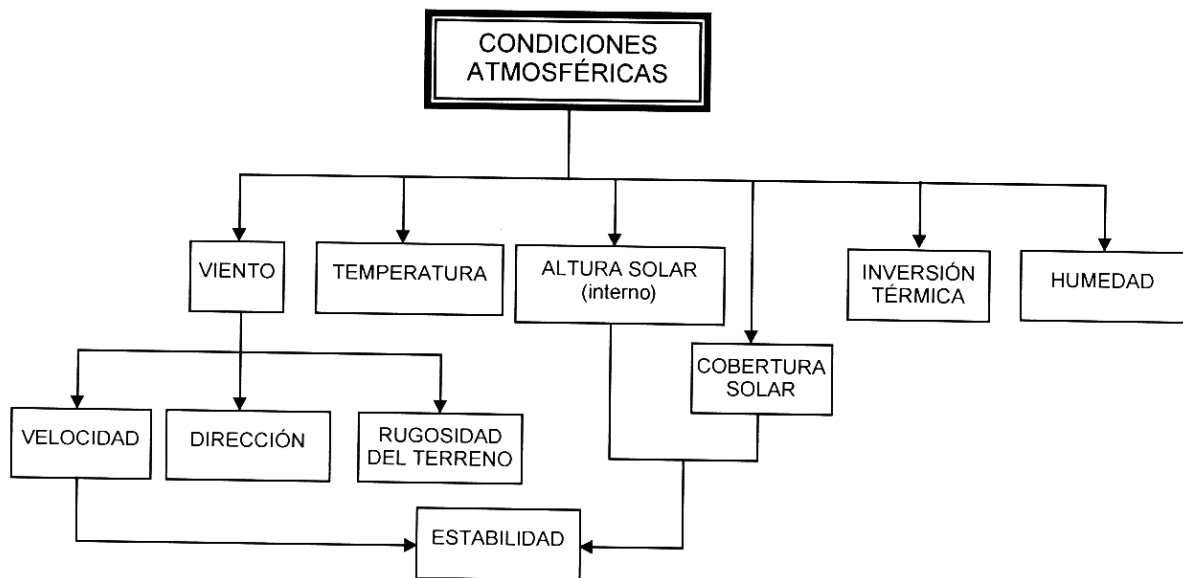 CONDICIONES
ATMOSFÉRICAS
VIENTO
TEMPERATURA
ALTURA SOLAR
(interno)
INVERSIÓN
TÉRMICA
HUMEDAD
COBERTURA
SOLAR
VELOCIDAD
DIRECCIÓN
RUGOSIDAD
DEL TERRENO
ESTABILIDAD